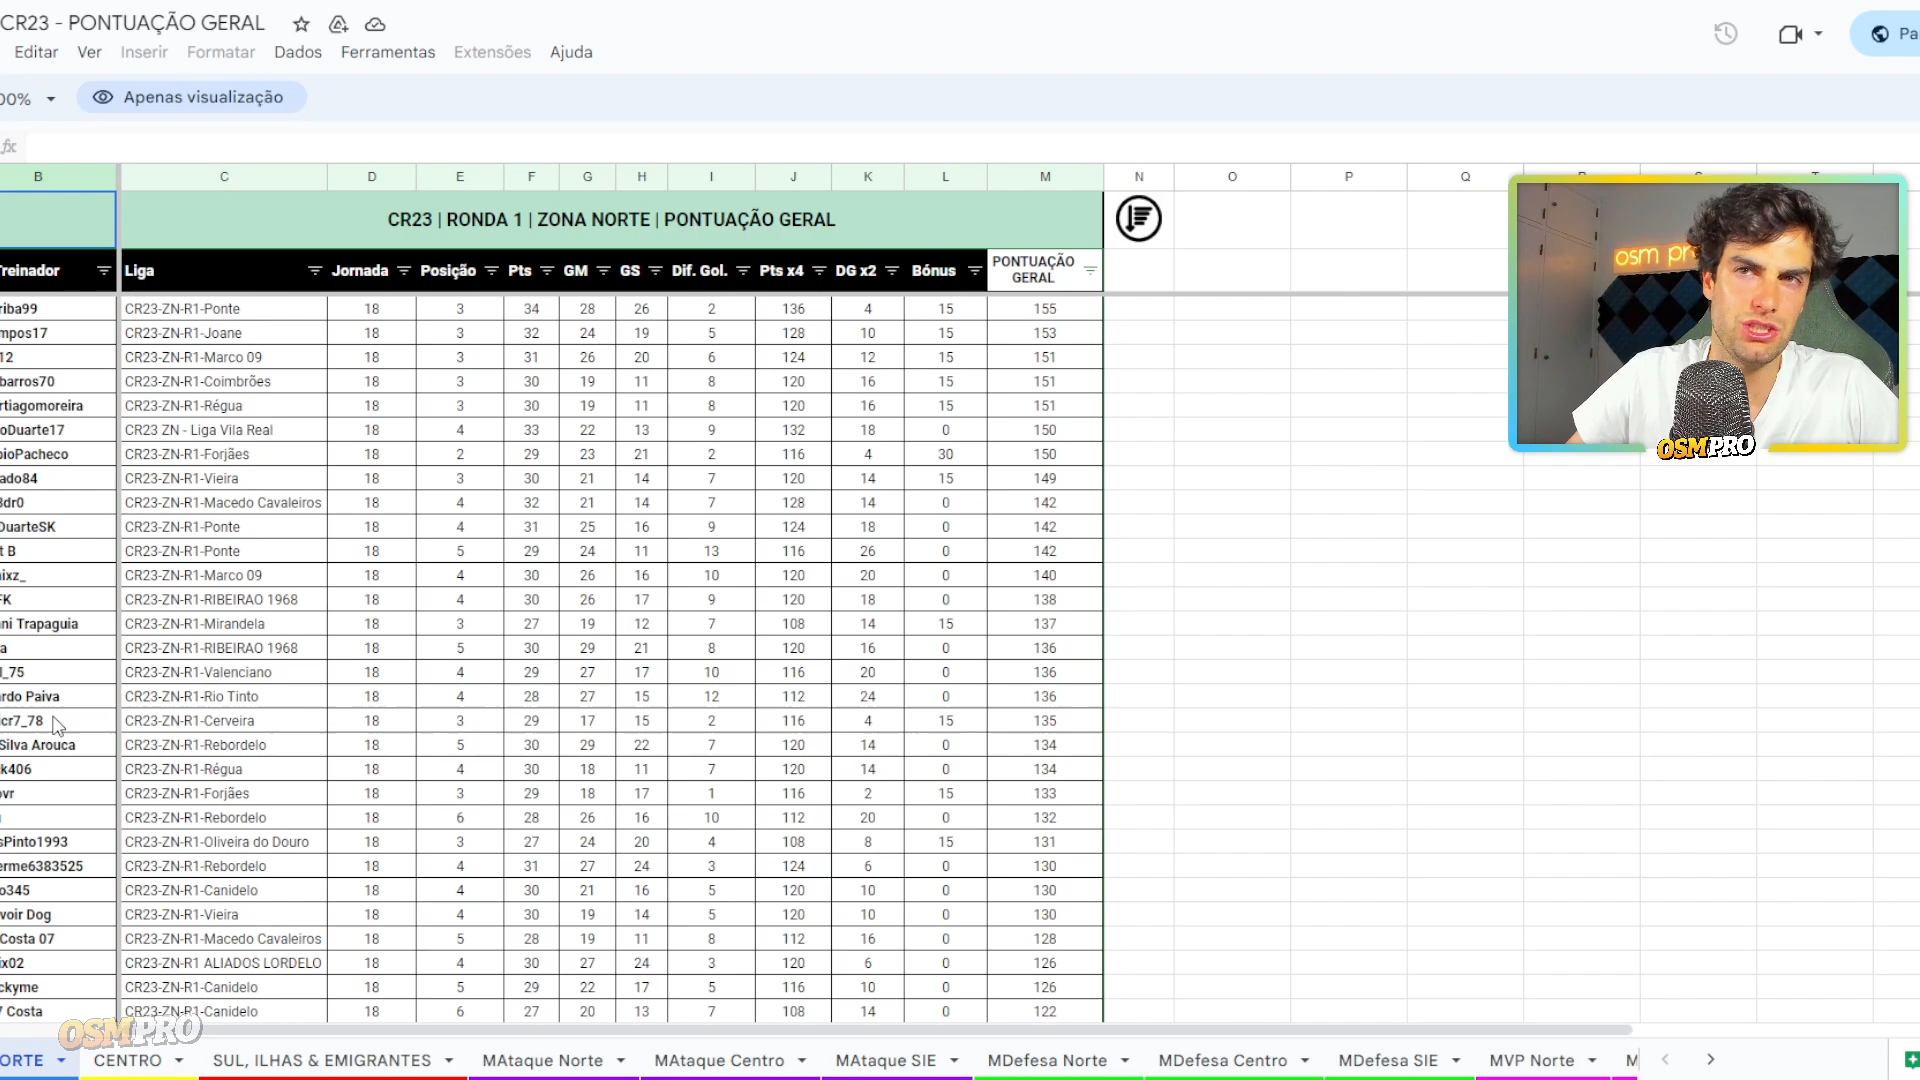 CR23 - PONTUAÇÃO GERAL
Editar Ver Inserir Formatar Dados Ferramentas Extensões Ajuda
00% Apenas visualização
fx
B C D E F G H I J K L M N O P Q
CR23 | RONDA 1 | ZONA NORTE | PONTUAÇÃO GERAL
Treinador Liga Jornada Posição Pts GM GS Dif. Gol. Pts x4 DG x2 Bónus PONTUAÇÃO GERAL
riba99 CR23-ZN-R1-Ponte 18 3 34 28 26 2 136 4 15 155
mpos17 CR23-ZN-R1-Joane 18 3 32 24 19 5 128 10 15 153
12 CR23-ZN-R1-Marco 09 18 3 31 26 20 6 124 12 15 151
barros70 CR23-ZN-R1-Coimbrões 18 3 30 19 11 8 120 16 15 151
rtiagomoreira CR23-ZN-R1-Régua 18 3 30 19 11 8 120 16 15 151
oDuarte17 CR23 ZN - Liga Vila Real 18 4 33 22 13 9 132 18 0 150
bioPacheco CR23-ZN-R1-Forjães 18 2 29 23 21 2 116 4 30 150
ado84 CR23-ZN-R1-Vieira 18 3 30 21 14 7 120 14 15 149
3dr0 CR23-ZN-R1-Macedo Cavaleiros 18 4 32 21 14 7 128 14 0 142
DuarteSK CR23-ZN-R1-Ponte 18 4 31 25 16 9 124 18 0 142
t B CR23-ZN-R1-Ponte 18 5 29 24 11 13 116 26 0 142
nixz_ CR23-ZN-R1-Marco 09 18 4 30 26 16 10 120 20 0 140
FK CR23-ZN-R1-RIBEIRAO 1968 18 4 30 26 17 9 120 18 0 138
ani Trapaguia CR23-ZN-R1-Mirandela 18 3 27 19 12 7 108 14 15 137
a CR23-ZN-R1-RIBEIRAO 1968 18 5 30 29 21 8 120 16 0 136
l_75 CR23-ZN-R1-Valenciano 18 4 29 27 17 10 116 20 0 136
ardo Paiva CR23-ZN-R1-Rio Tinto 18 4 28 27 15 12 112 24 0 136
icr7_78 CR23-ZN-R1-Cerveira 18 3 29 17 15 2 116 4 15 135
Silva Arouca CR23-ZN-R1-Rebordelo 18 5 30 29 22 7 120 14 0 134
k406 CR23-ZN-R1-Régua 18 4 30 18 11 7 120 14 0 134
ovr CR23-ZN-R1-Forjães 18 3 29 18 17 1 116 2 15 133
CR23-ZN-R1-Rebordelo 18 6 28 26 16 10 112 20 0 132
sPinto1993 CR23-ZN-R1-Oliveira do Douro 18 3 27 24 20 4 108 8 15 131
erme6383525 CR23-ZN-R1-Rebordelo 18 4 31 27 24 3 124 6 0 130
o345 CR23-ZN-R1-Canidelo 18 4 30 21 16 5 120 10 0 130
voir Dog CR23-ZN-R1-Vieira 18 4 30 19 14 5 120 10 0 130
Costa 07 CR23-ZN-R1-Macedo Cavaleiros 18 5 28 19 11 8 112 16 0 128
ix02 CR23-ZN-R1 ALIADOS LORDELO 18 4 30 27 24 3 120 6 0 126
ckyme CR23-ZN-R1-Canidelo 18 5 29 22 17 5 116 10 0 126
7 Costa CR23-ZN-R1-Canidelo 18 6 27 20 13 7 108 14 0 122
Pa
osm pro
OSMPRO
OSMPRO
ORTE CENTRO SUL, ILHAS & EMIGRANTES MAtaque Norte MAtaque Centro MAtaque SIE MDefesa Norte MDefesa Centro MDefesa SIE MVP Norte M